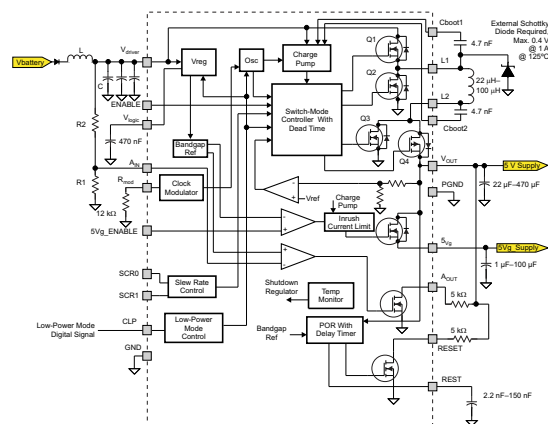 Vbattery
L
Vdriver
C
ENABLE
Vlogic
R2
470 nF
AIN
R1
Rmod
12 kΩ
5Vg_ENABLE
SCR0
SCR1
Low-Power Mode
Digital Signal
CLP
GND
Vreg
Osc
Charge
Pump
Switch-Mode
Controller With
Dead Time
Bandgap
Ref
Clock
Modulator
Slew Rate
Control
Low-Power
Mode
Control
-
+
Vref
Charge
Pump
Inrush
Current Limit
-
+
-
+
Shutdown
Regulator
Temp
Monitor
Bandgap
Ref
POR With
Delay Timer
Q1
Q2
Q3
Q4
Cboot1
4.7 nF
External Schottky
Diode Required,
Max. 0.4 V
@ 1 A
@ 125°C
L1
22 µH–
100 µH
L2
4.7 nF
Cboot2
VOUT
5 V Supply
22 µF–470 µF
PGND
5Vg
5Vg_Supply
1 µF–100 µF
AOUT
5 kΩ
5 kΩ
RESET
REST
2.2 nF–150 nF